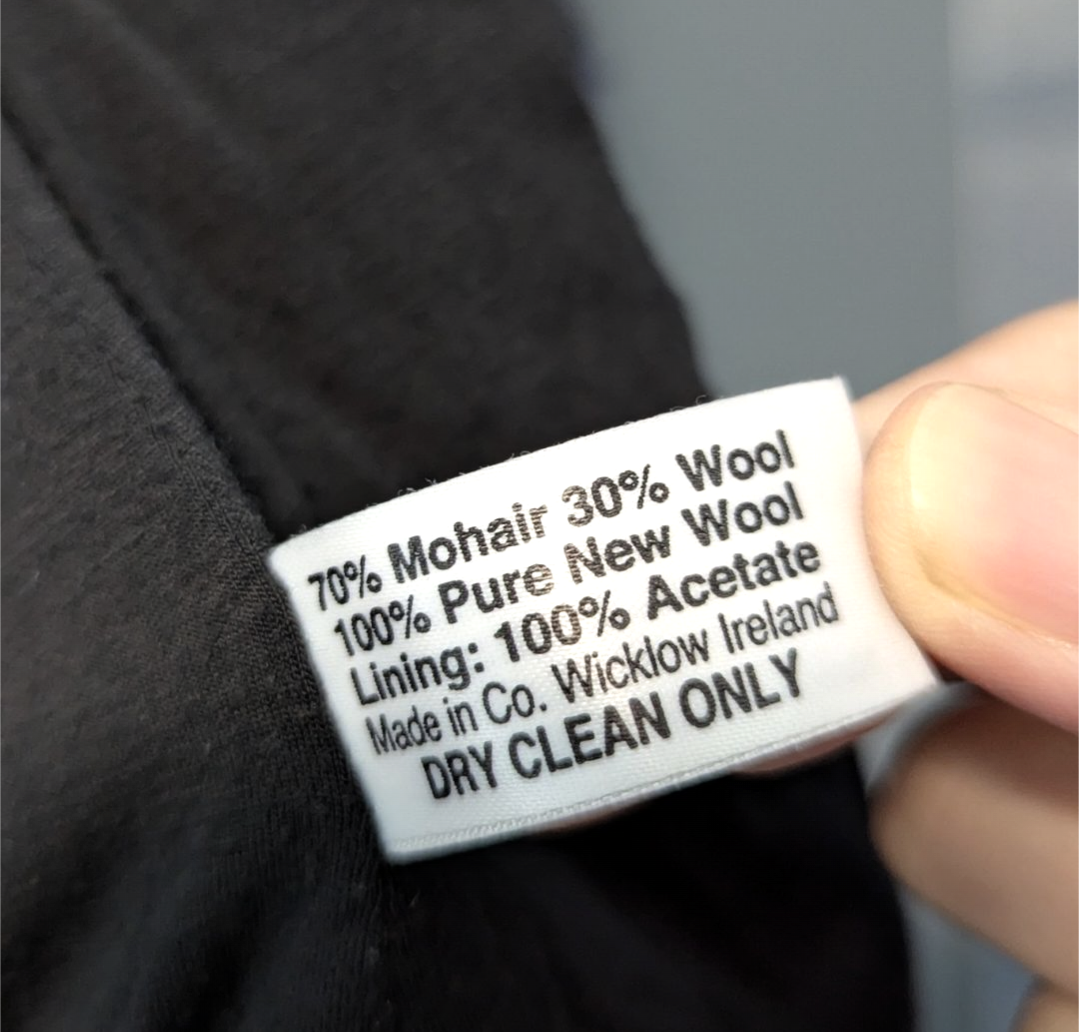 70% Mohair 30% Wool
100% Pure New Wool
Lining: 100% Acetate
Made in Co. Wicklow Ireland
DRY CLEAN ONLY